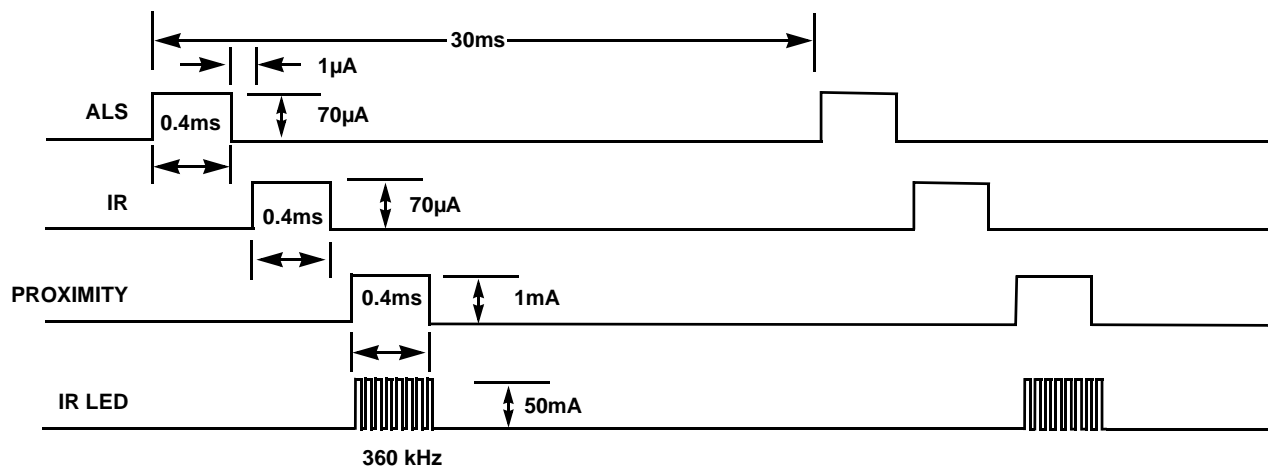 30ms
1µA
ALS
0.4ms
70µA
IR
0.4ms
70µA
PROXIMITY
0.4ms
1mA
IR LED
50mA
360 kHz